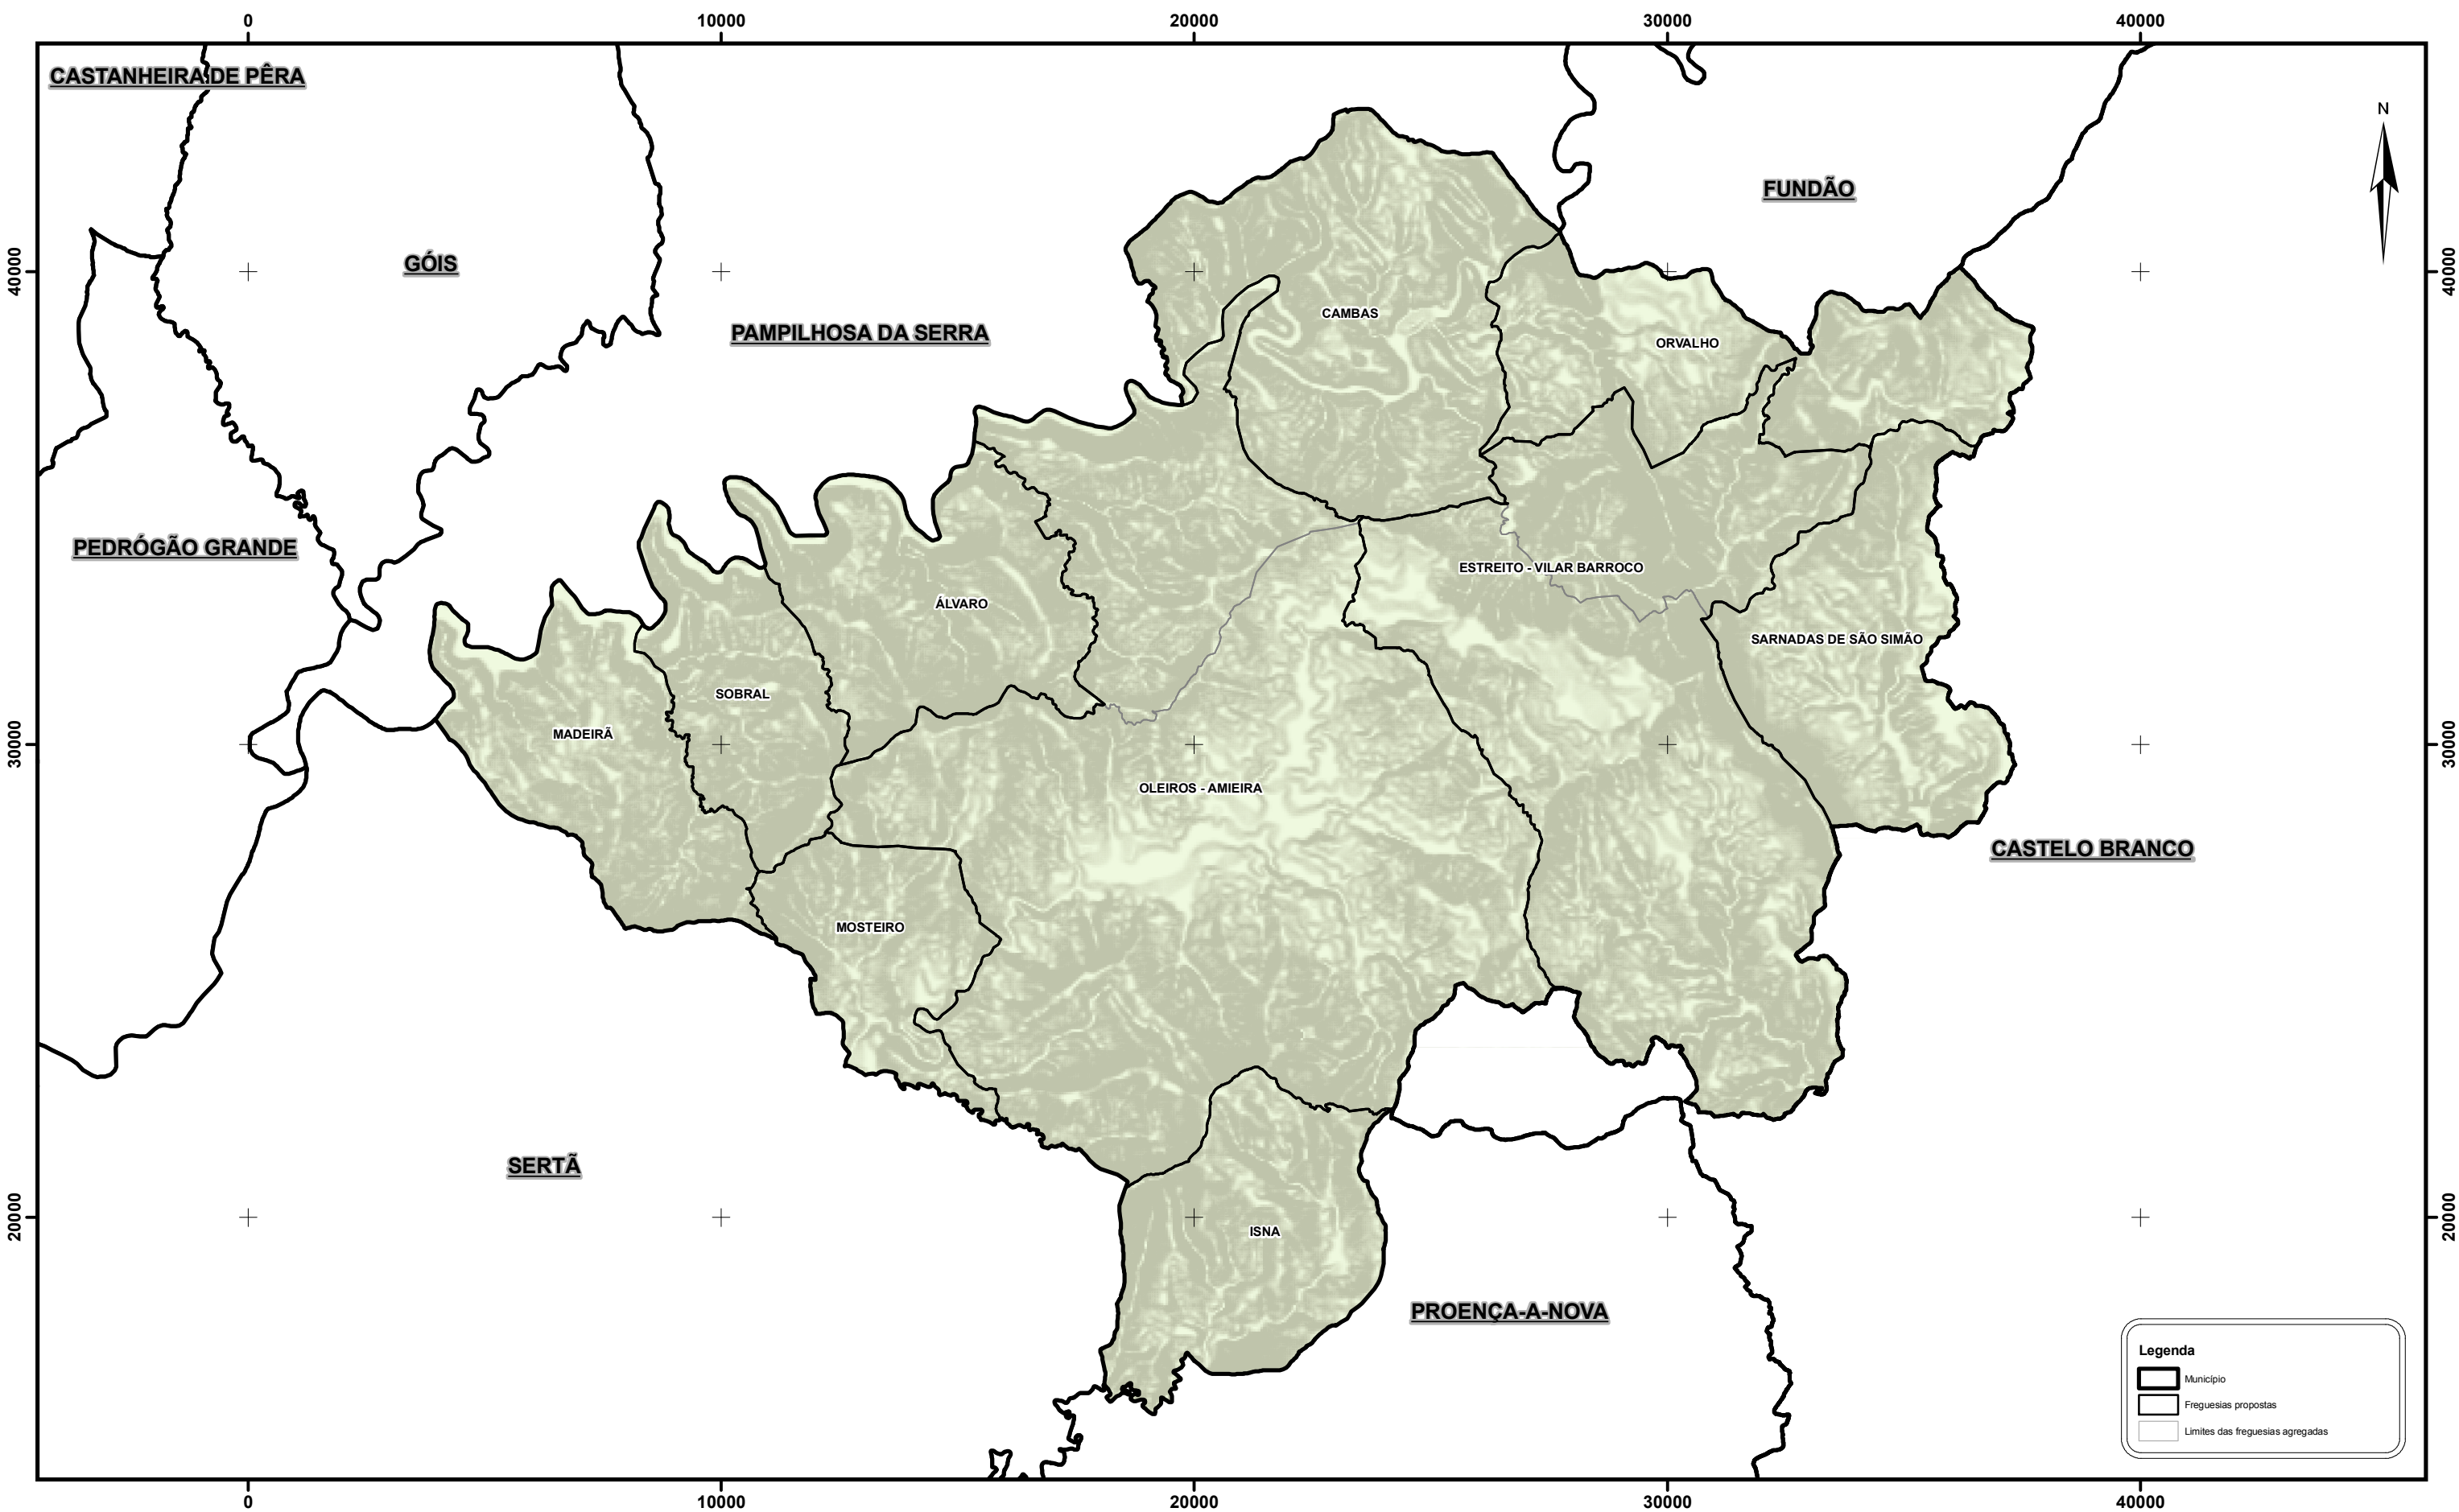 0 10000 20000 30000 40000
CASTANHEIRA DE PÊRA
N
FUNDÃO
GÓIS
40000 40000
CAMBAS
PAMPILHOSA DA SERRA
ORVALHO
PEDRÓGÃO GRANDE
ESTREITO - VILAR BARROCO
ÁLVARO
SARNADAS DE SÃO SIMÃO
SOBRAL
MADEIRÃ
30000 30000
OLEIROS - AMIEIRA
CASTELO BRANCO
MOSTEIRO
SERTÃ
20000 20000
ISNA
PROENÇA-A-NOVA
Legenda
Município
Freguesias propostas
Limites das freguesias agregadas
0 10000 20000 30000 40000